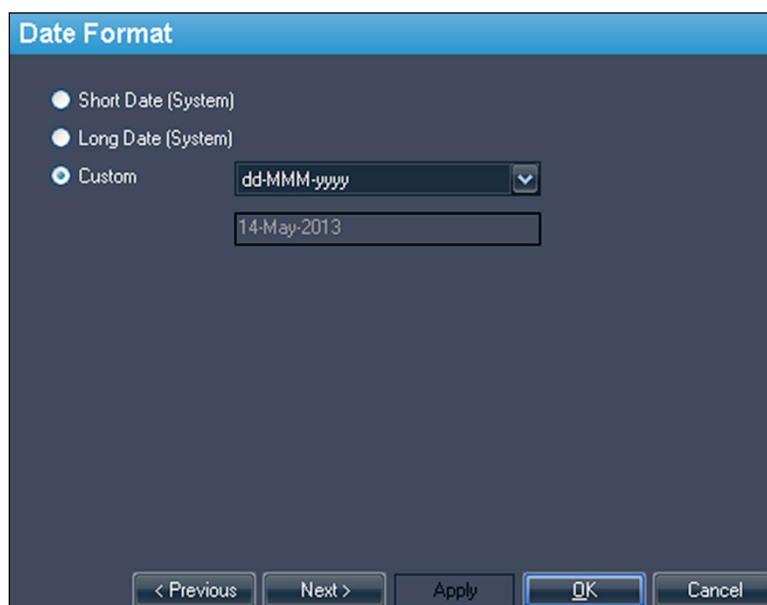 Date Format
Short Date (System)
Long Date (System)
Custom dd-MMM-yyyy
14-May-2013
< Previous Next > Apply OK Cancel